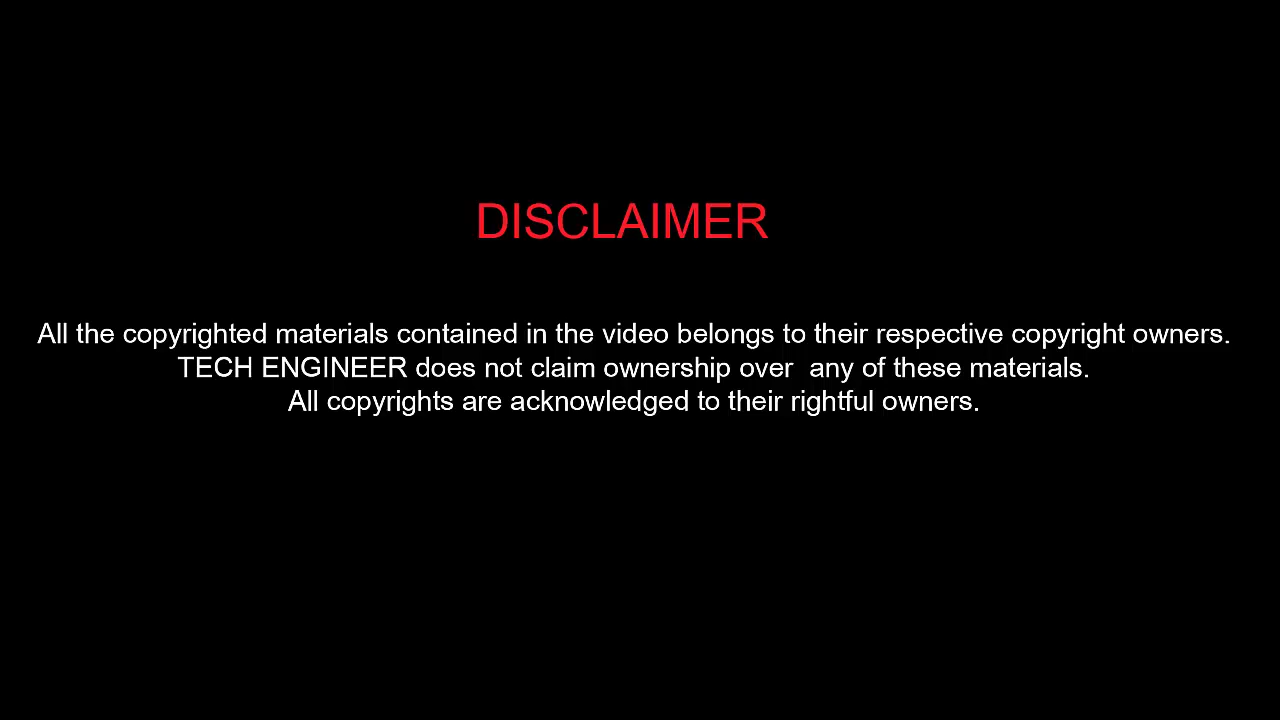 DISCLAIMER
All the copyrighted materials contained in the video belongs to their respective copyright owners.
TECH ENGINEER does not claim ownership over  any of these materials.
All copyrights are acknowledged to their rightful owners.